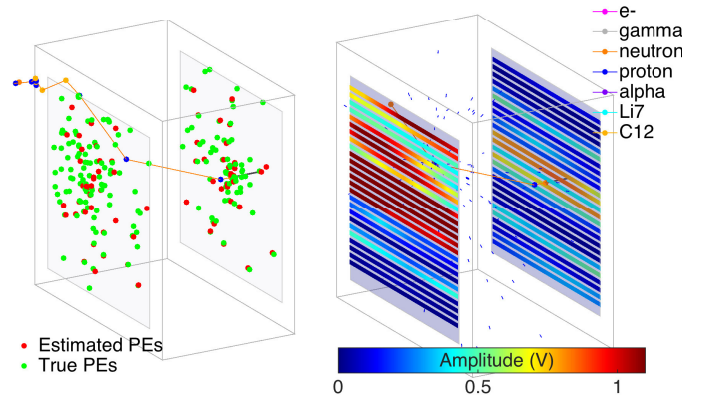 e-
gamma
neutron
proton
alpha
Li7
C12
Estimated PEs
True PEs
Amplitude (V)
0
0.5
1